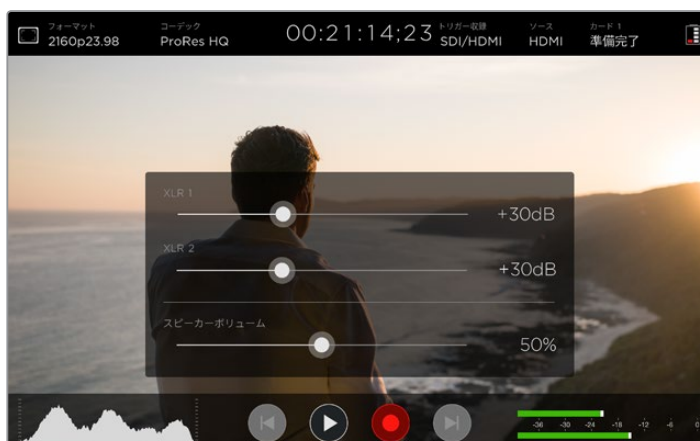 フォーマット
2160p23.98
コーデック
ProRes HQ
00:21:14;23
トリガー収録
SDI/HDMI
ソース
HDMI
カード 1
準備完了
XLR 1
+30dB
XLR 2
+30dB
スピーカーボリューム
50%
-36 -30 -24 -18 -12 -6